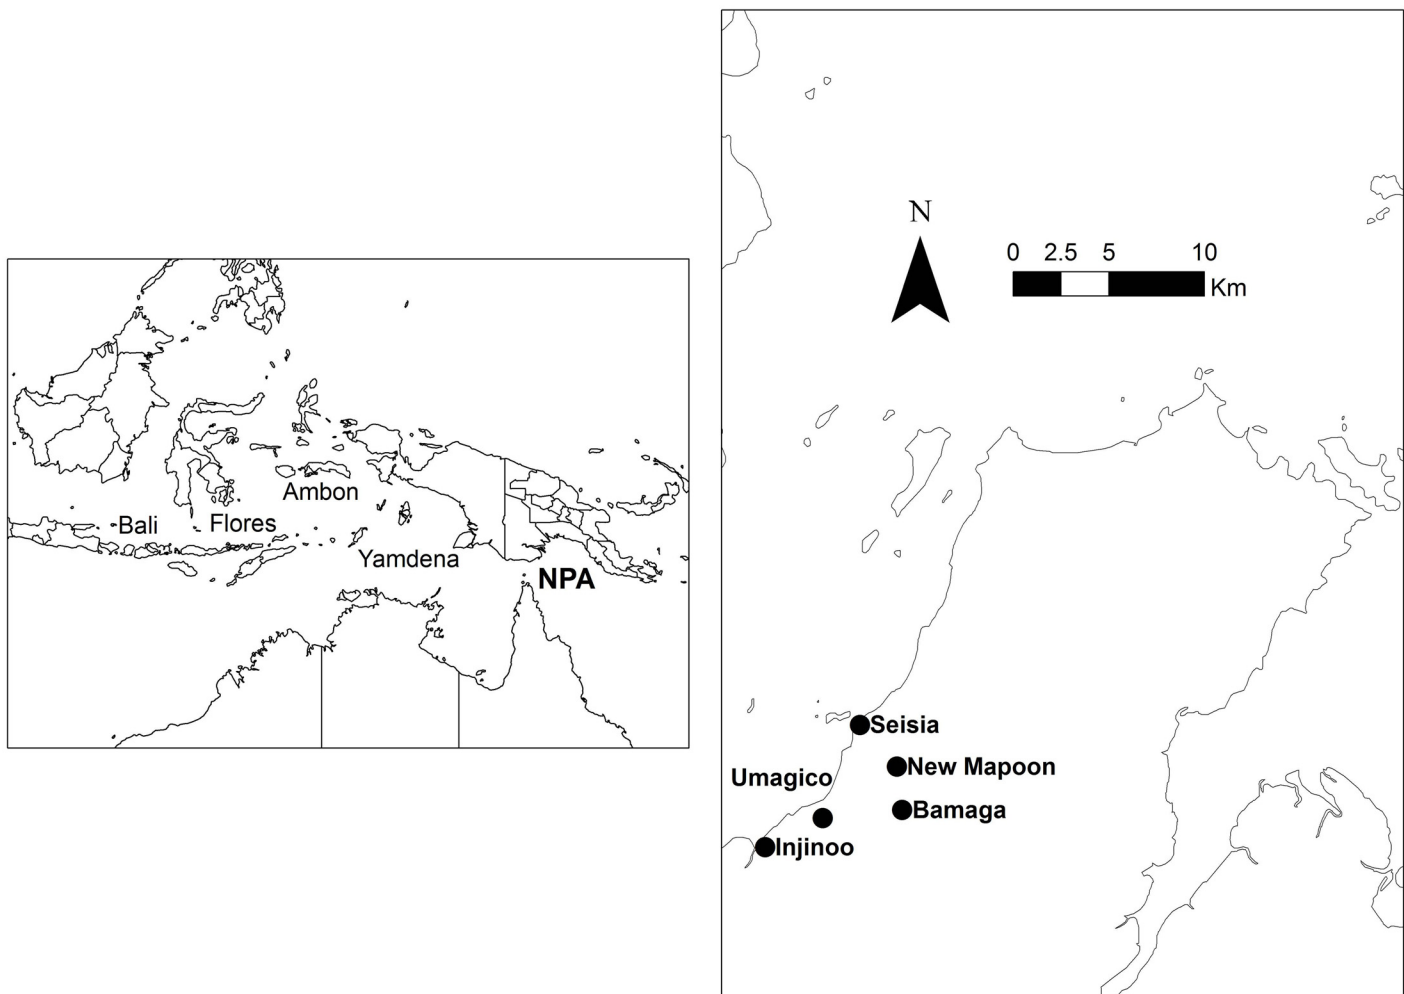 Ambon
Bali
Flores
Yamdena
NPA
N
0 2.5 5 10
Km
Seisia
New Mapoon
Umagico
Bamaga
Injinoo